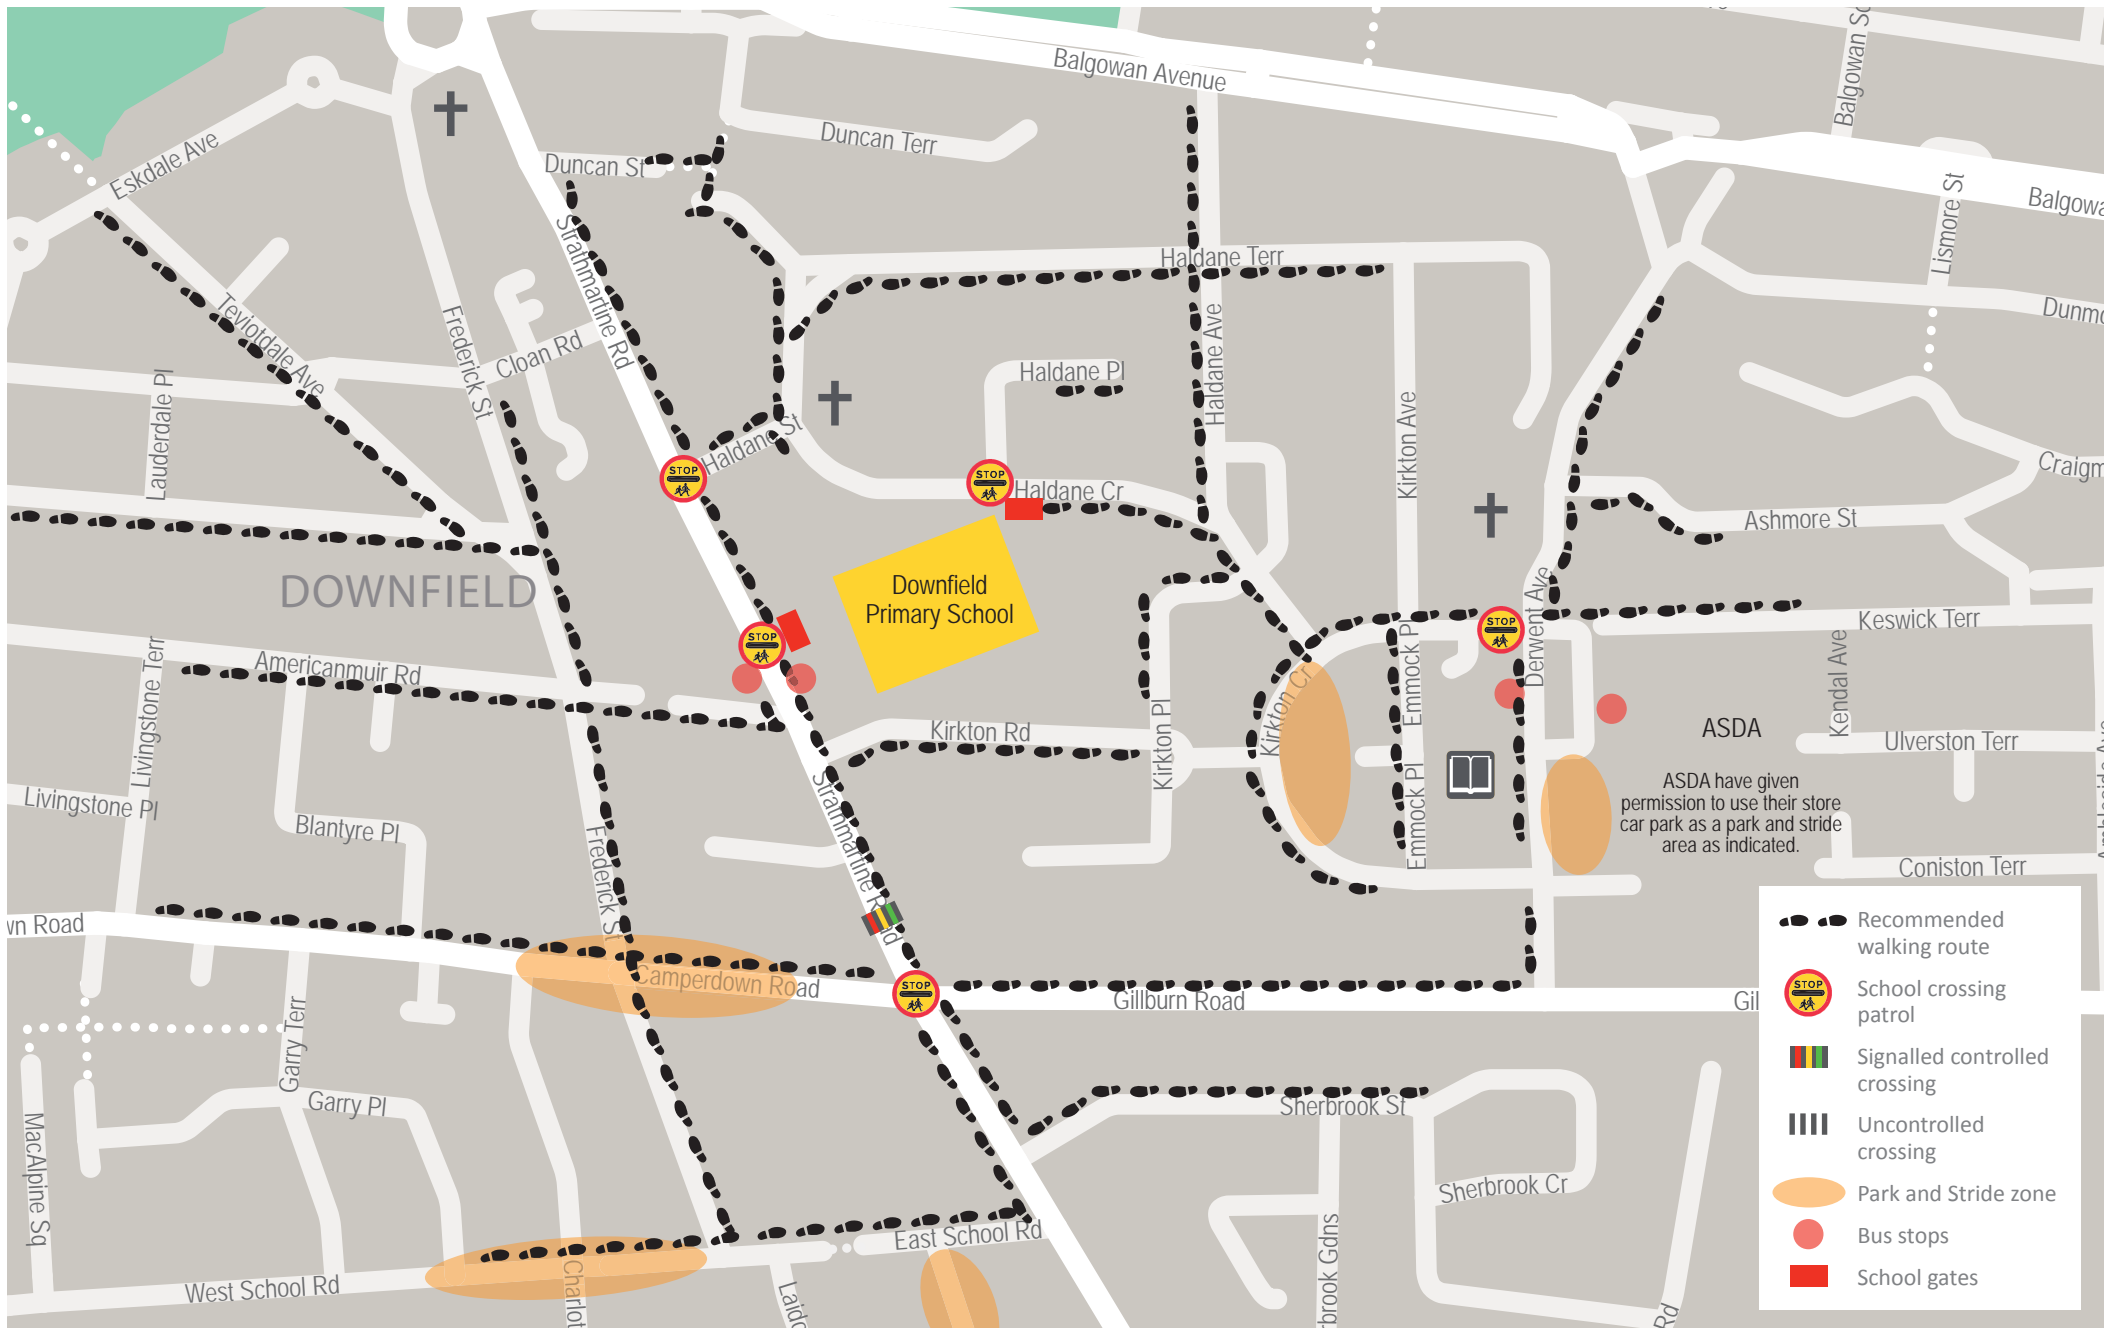 Balgowan Avenue
Balgowan
Duncan Terr
Duncan St
Eskdale Ave
Lismore St
Balgowa
Strathmartine Rd
Haldane Terr
Teviotdale Ave
Frederick St
Cloan Rd
Dunmo
Haldane Pl
Haldane Ave
Lauderdale Pl
Kirkton Ave
STOP
Haldane St
STOP
Haldane Cr
Craigm
Ashmore St
DOWNFIELD
Downfield
Primary School
STOP
STOP
Derwent Ave
Keswick Terr
Livingstone Terr
Americanmuir Rd
Kirkton Rd
Kirkton Pl
Kirkton Cr
Emmock Pl
Kendal Ave
ASDA
Ulverston Terr
Livingstone Pl
Blantyre Pl
Strathmartine Road
Emmock Pl
ASDA have given
permission to use their store
car park as a park and stride
area as indicated.
Coniston Terr
Ambleside Ave
Frederick St
wn Road
Camperdown Road
STOP
Gillburn Road
Gil
Recommended
walking route
STOP
School crossing
patrol
Signalled controlled
crossing
Uncontrolled
crossing
Park and Stride zone
Bus stops
School gates
Garry Terr
Garry Pl
MacAlpine Sq
Sherbrook St
Sherbrook Cr
East School Rd
West School Rd
Charlot
Laido
rbrook Gdns
Rd